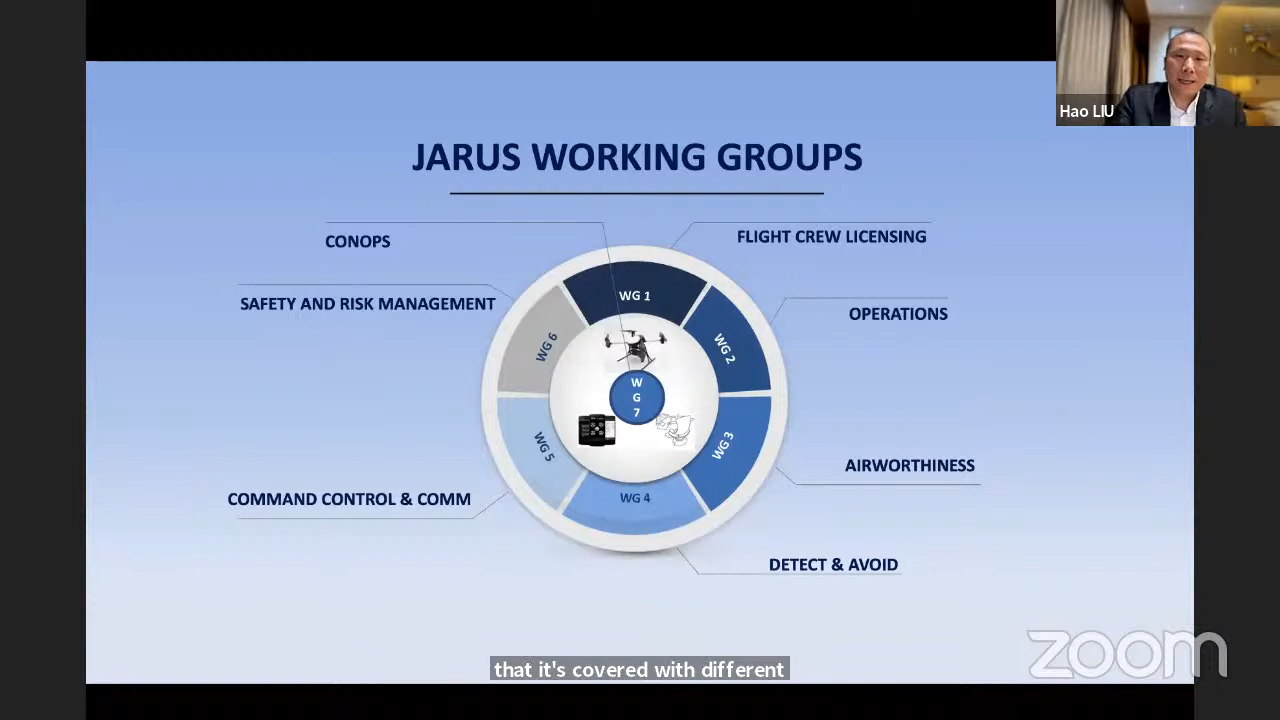 Hao LIU
JARUS WORKING GROUPS
CONOPS
FLIGHT CREW LICENSING
SAFETY AND RISK MANAGEMENT
OPERATIONS
WG 1
WG 6
WG 2
W
G
7
WG 5
WG 3
WG 4
AIRWORTHINESS
COMMAND CONTROL & COMM
DETECT & AVOID
zoom
that it's covered with different